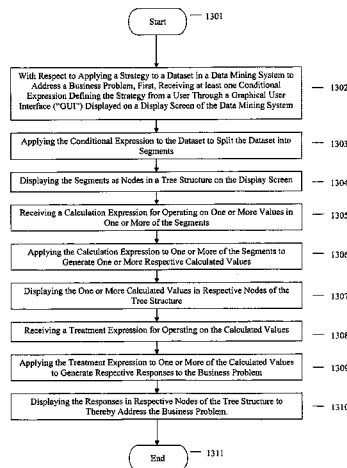 Start
1301
With Respect to Applying a Strategy to a Dataset in a Data Mining System to
Address a Business Problem, First, Receiving at least one Conditional
Expression Defining the Strategy from a User Through a Graphical User
Interface ("GUI") Displayed on a Display Screen of the Data Mining System
1302
Applying the Conditional Expression to the Dataset to Split the Dataset into
Segments
1303
Displaying the Segments as Nodes in a Tree Structure on the Display Screen
1304
Receiving a Calculation Expression for Operating on One or More Values in
One or More of the Segments
1305
Applying the Calculation Expression to One or More of the Segments to
Generate One or More Respective Calculated Values
1306
Displaying the One or More Calculated Values in Respective Nodes of the
Tree Structure
1307
Receiving a Treatment Expression for Operating on the Calculated Values
1308
Applying the Treatment Expression to One or More of the Calculated Values
to Generate Respective Responses to the Business Problem
1309
Displaying the Responses in Respective Nodes of the Tree Structure to
Thereby Address the Business Problem.
1310
End
1311